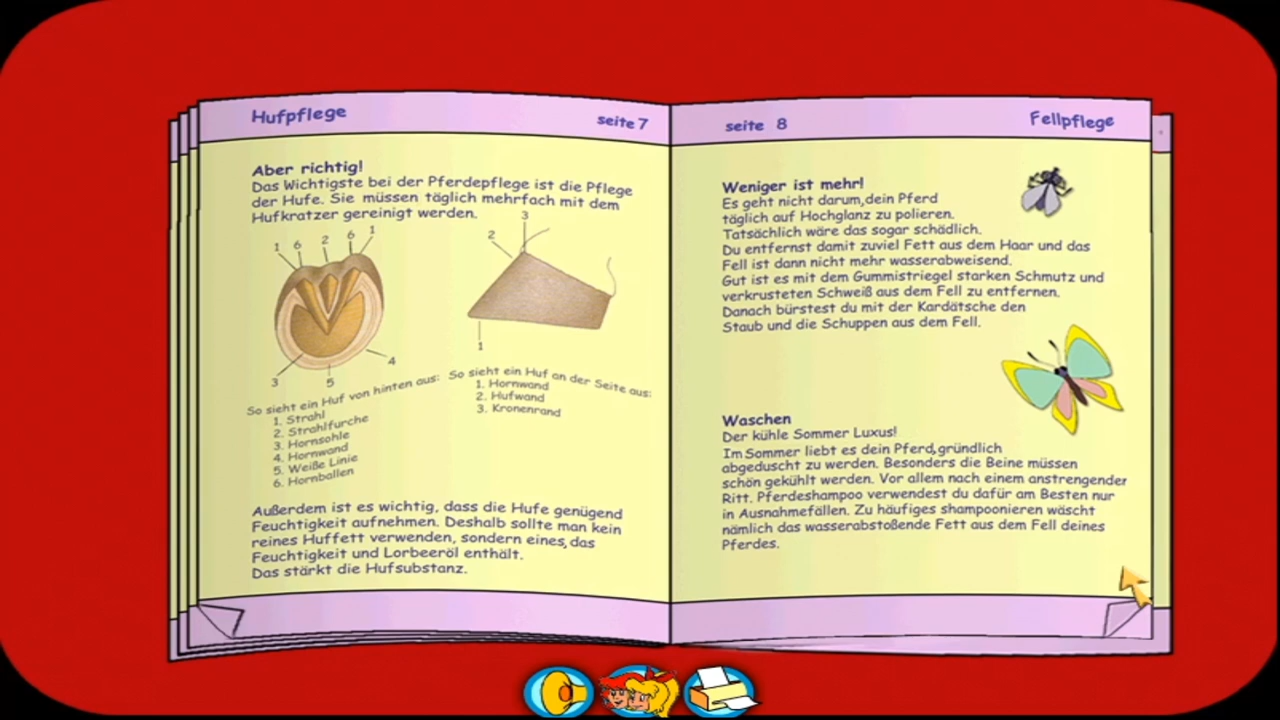 Hufpflege
seite 7
Aber richtig!
Das Wichtigste bei der Pferdepflege ist die Pflege
der Hufe. Sie müssen täglich mehrfach mit dem
Hufkratzer gereinigt werden.
1 6 2 6 1
3 5 4
3
2
1
So sieht ein Huf von hinten aus:
1. Strahl
2. Strahlfurche
3. Hornsohle
4. Hornwand
5. Weiße Linie
6. Hornballen
So sieht ein Huf an der Seite aus:
1. Hornwand
2. Hufwand
3. Kronenrand
Außerdem ist es wichtig, dass die Hufe genügend
Feuchtigkeit aufnehmen. Deshalb sollte man kein
reines Huffett verwenden, sondern eines, das
Feuchtigkeit und Lorbeeröl enthält.
Das stärkt die Hufsubstanz.
seite 8
Fellpflege
Weniger ist mehr!
Es geht nicht darum,dein Pferd
täglich auf Hochglanz zu polieren.
Tatsächlich wäre das sogar schädlich.
Du entfernst damit zuviel Fett aus dem Haar und das
Fell ist dann nicht mehr wasserabweisend.
Gut ist es mit dem Gummistriegel starken Schmutz und
verkrusteten Schweiß aus dem Fell zu entfernen.
Danach bürstest du mit der Kardätsche den
Staub und die Schuppen aus dem Fell.
Waschen
Der kühle Sommer Luxus!
Im Sommer liebt es dein Pferd,gründlich
abgeduscht zu werden. Besonders die Beine müssen
schön gekühlt werden. Vor allem nach einem anstrengender
Ritt. Pferdeshampoo verwendest du dafür am Besten nur
in Ausnahmefällen. Zu häufiges shampoonieren wäscht
nämlich das wasserabstoßende Fett aus dem Fell deines
Pferdes.